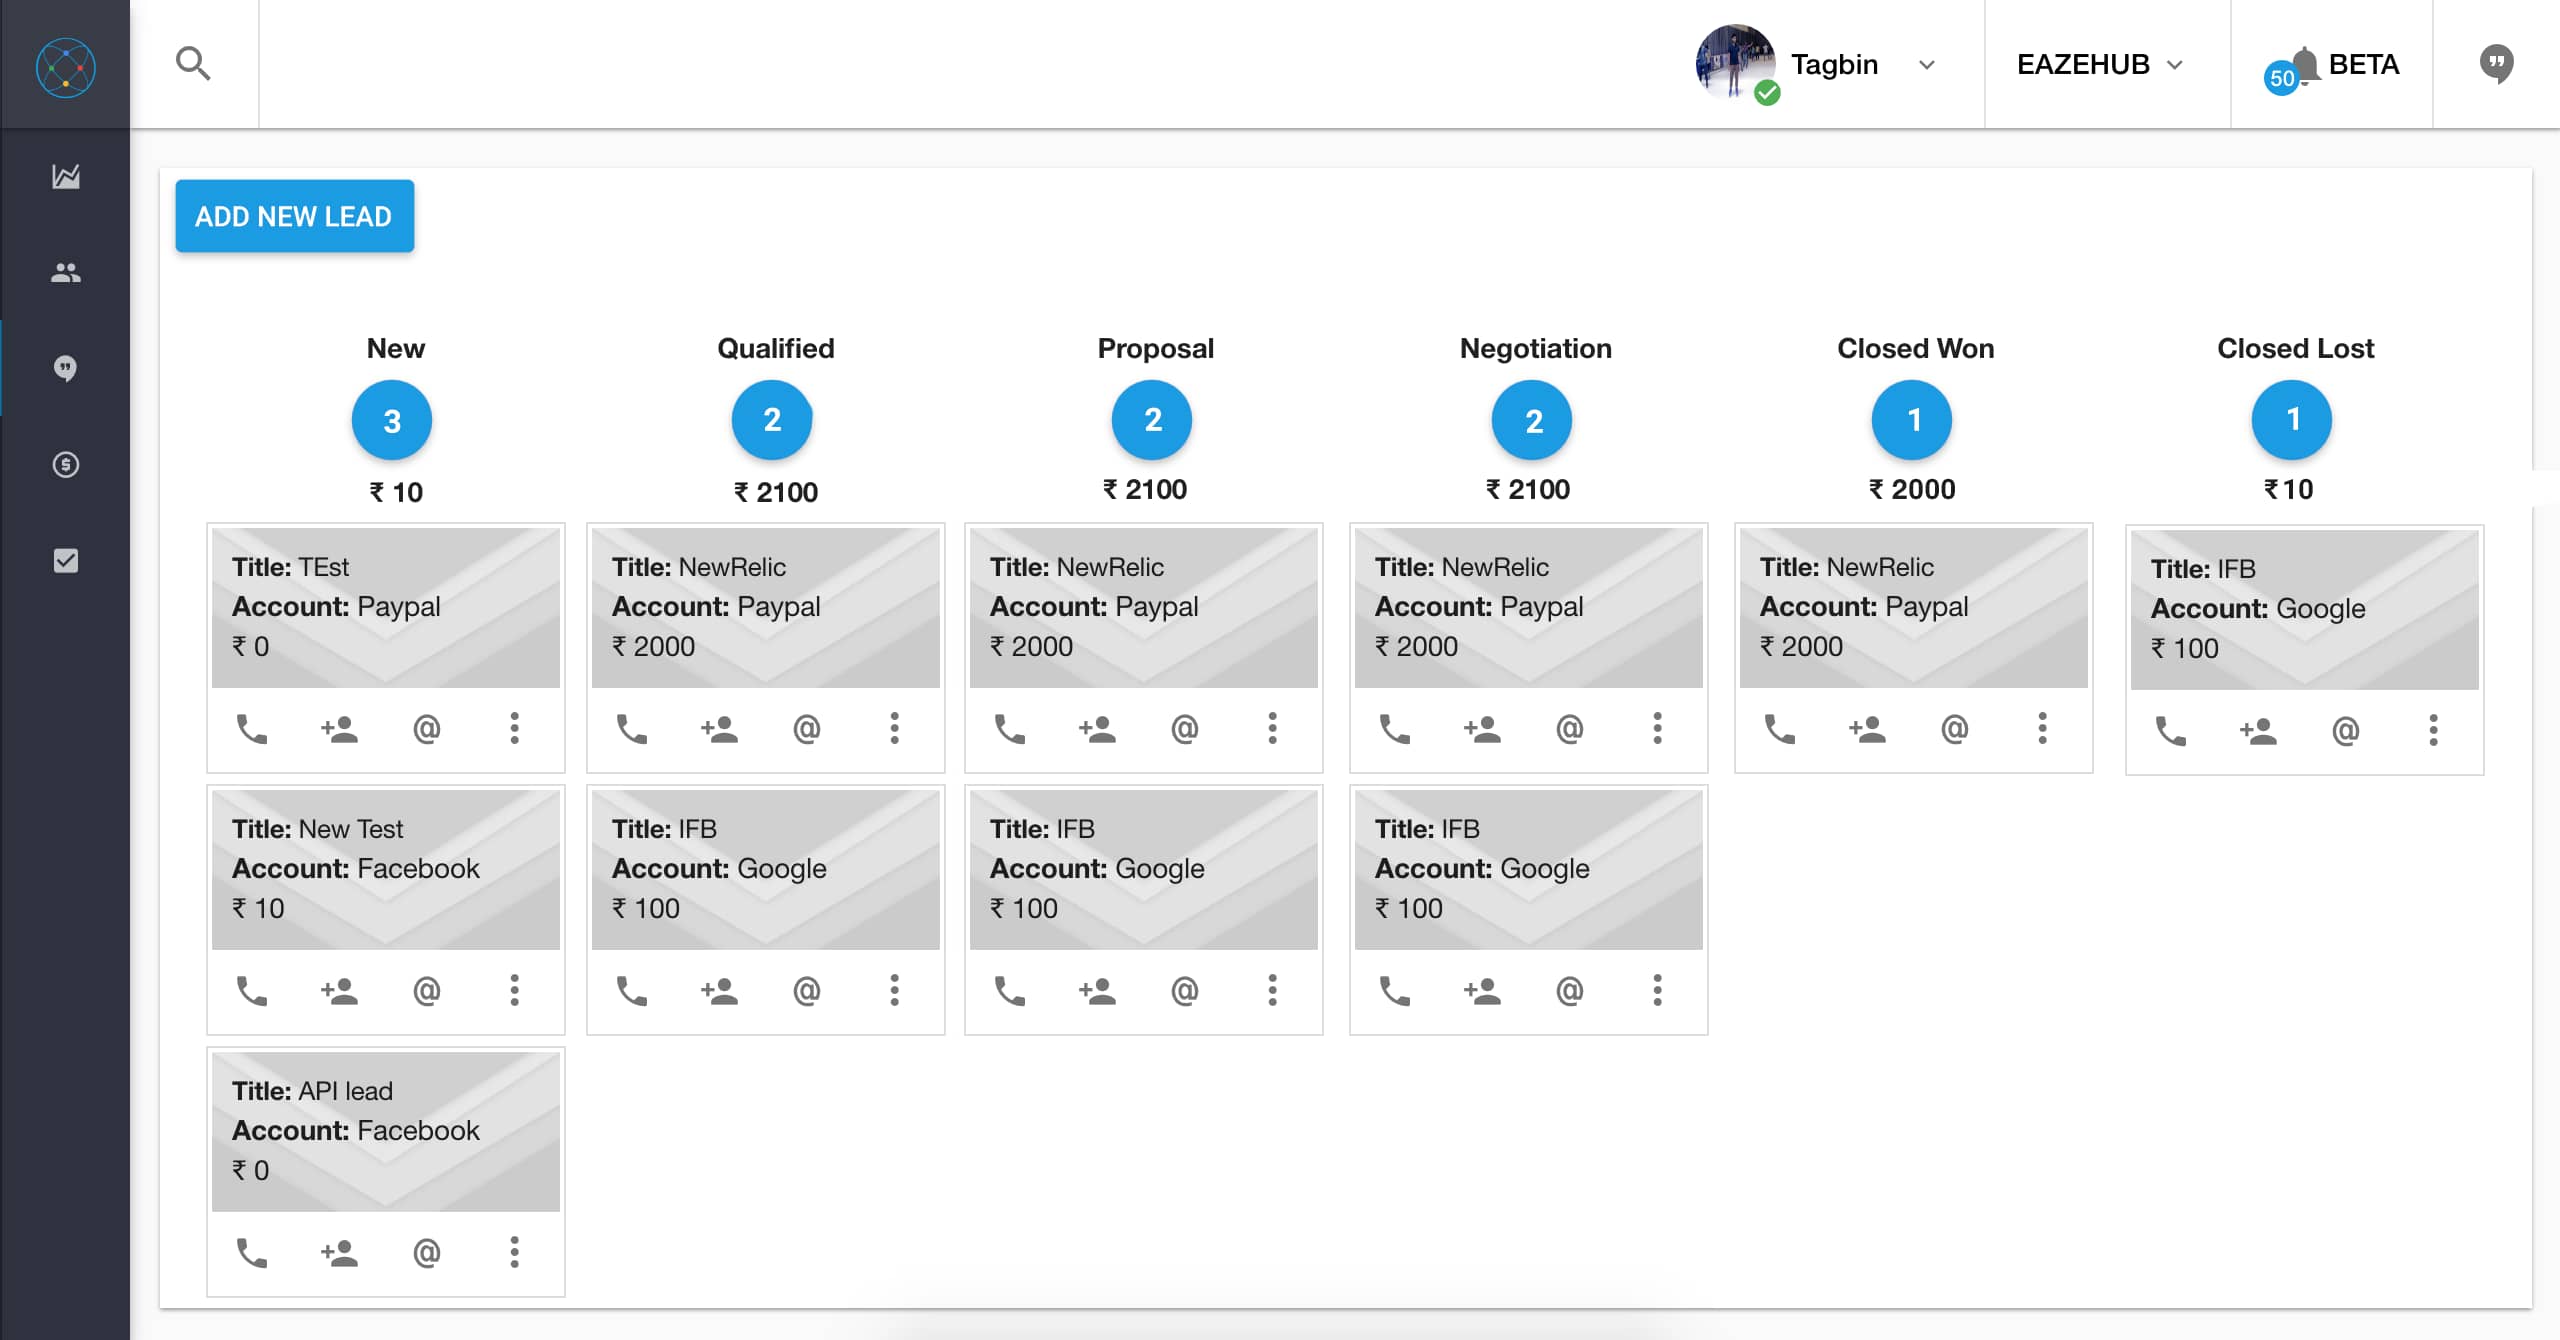 Tagbin
EAZEHUB
50
BETA
ADD NEW LEAD
New
3
₹ 10
Title: TEst
Account: Paypal
₹ 0
@
Title: New Test
Account: Facebook
₹ 10
@
Title: API lead
Account: Facebook
₹ 0
@
Qualified
2
₹ 2100
Title: NewRelic
Account: Paypal
₹ 2000
@
Title: IFB
Account: Google
₹ 100
@
Proposal
2
₹ 2100
Title: NewRelic
Account: Paypal
₹ 2000
@
Title: IFB
Account: Google
₹ 100
@
Negotiation
2
₹ 2100
Title: NewRelic
Account: Paypal
₹ 2000
@
Title: IFB
Account: Google
₹ 100
@
Closed Won
1
₹ 2000
Title: NewRelic
Account: Paypal
₹ 2000
@
Closed Lost
1
₹ 10
Title: IFB
Account: Google
₹ 100
@